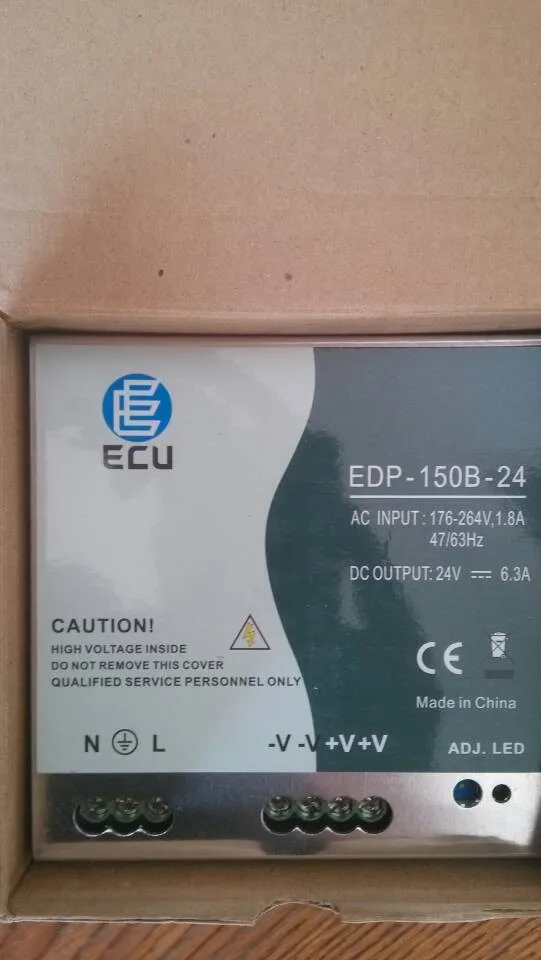 ECU
EDP-150B-24
AC INPUT: 176-264V,1.8A
47/63Hz
DC OUTPUT: 24V ⎓ 6.3A
CAUTION!
HIGH VOLTAGE INSIDE
DO NOT REMOVE THIS COVER
QUALIFIED SERVICE PERSONNEL ONLY
CE
Made in China
N L -V -V +V +V ADJ. LED